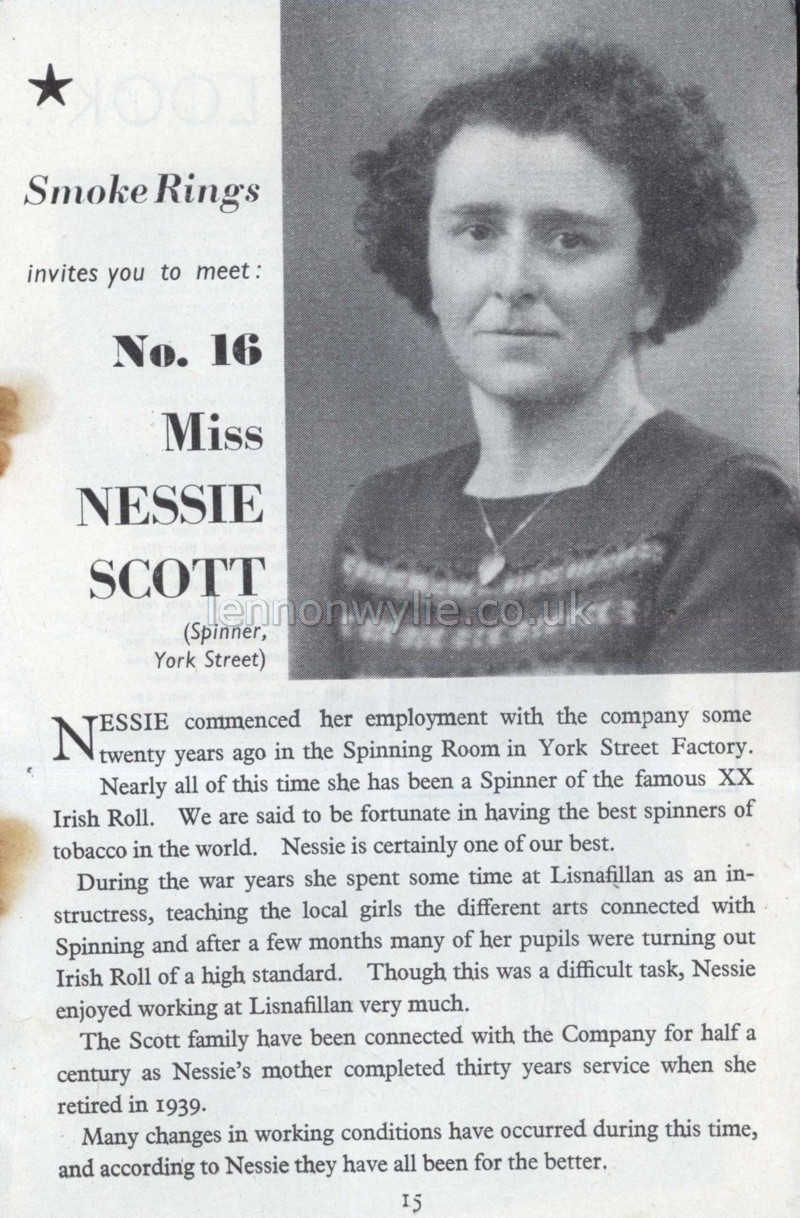 Smoke Rings
invites you to meet:
No. 16
Miss
NESSIE
SCOTT
(Spinner,
York Street)
lennonwylie.co.uk
NESSIE commenced her employment with the company some
twenty years ago in the Spinning Room in York Street Factory.
Nearly all of this time she has been a Spinner of the famous XX
Irish Roll. We are said to be fortunate in having the best spinners of
tobacco in the world. Nessie is certainly one of our best.
During the war years she spent some time at Lisnafillan as an in-
structress, teaching the local girls the different arts connected with
Spinning and after a few months many of her pupils were turning out
Irish Roll of a high standard. Though this was a difficult task, Nessie
enjoyed working at Lisnafillan very much.
The Scott family have been connected with the Company for half a
century as Nessie's mother completed thirty years service when she
retired in 1939.
Many changes in working conditions have occurred during this time,
and according to Nessie they have all been for the better.
15